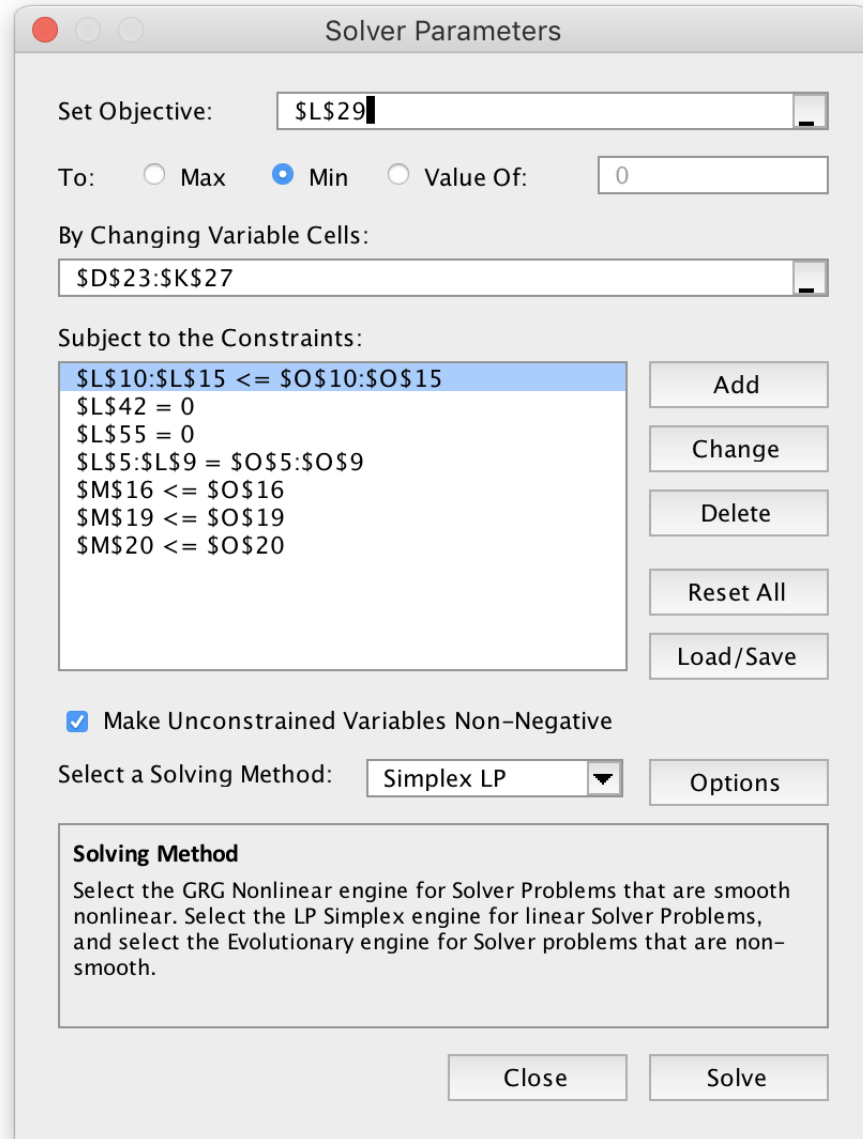 Solver Parameters
Set Objective: $L$29
To: Max Min Value Of: 0
By Changing Variable Cells:
$D$23:$K$27
Subject to the Constraints:
$L$10:$L$15 <= $O$10:$O$15
$L$42 = 0
$L$55 = 0
$L$5:$L$9 = $O$5:$O$9
$M$16 <= $O$16
$M$19 <= $O$19
$M$20 <= $O$20
Add
Change
Delete
Reset All
Load/Save
Make Unconstrained Variables Non-Negative
Select a Solving Method: Simplex LP Options
Solving Method
Select the GRG Nonlinear engine for Solver Problems that are smooth
nonlinear. Select the LP Simplex engine for linear Solver Problems,
and select the Evolutionary engine for Solver problems that are non-
smooth.
Close Solve